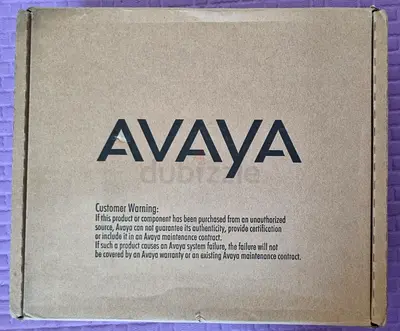 AVAYA
dubizzle
Customer Warning:
If this product or component has been purchased from an unauthorized
source, Avaya can not guarantee its authenticity, provide certification
or include it in an Avaya maintenance contract.
If such a product causes an Avaya system failure, the failure will not
be covered by an Avaya warranty or an existing Avaya maintenance contract.